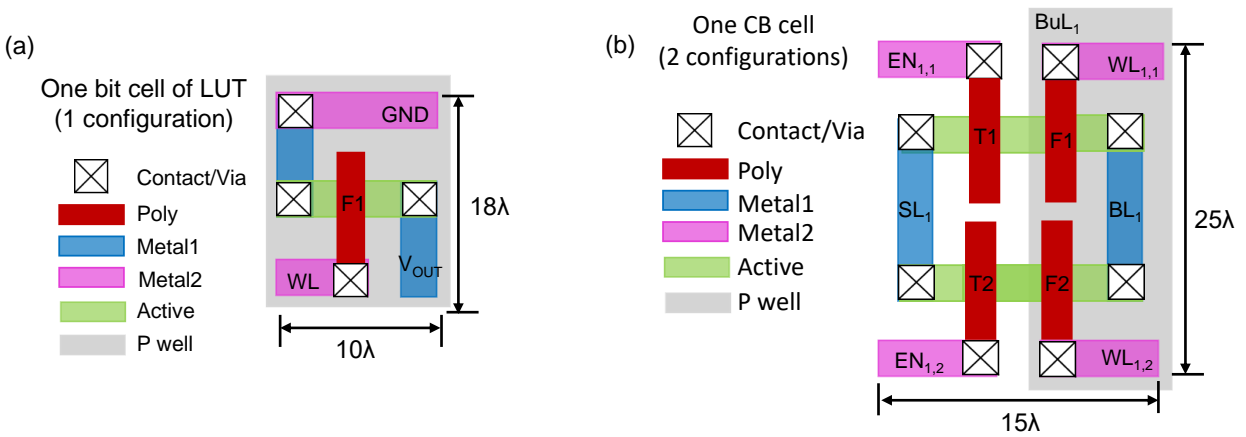 (a)
One bit cell of LUT
(1 configuration)
Contact/Via
Poly
Metal1
Metal2
Active
P well
GND
F1
WL
VOUT
18λ
10λ
(b)
One CB cell
(2 configurations)
Contact/Via
Poly
Metal1
Metal2
Active
P well
BuL1
EN1,1
WL1,1
T1
F1
SL1
BL1
T2
F2
EN1,2
WL1,2
25λ
15λ